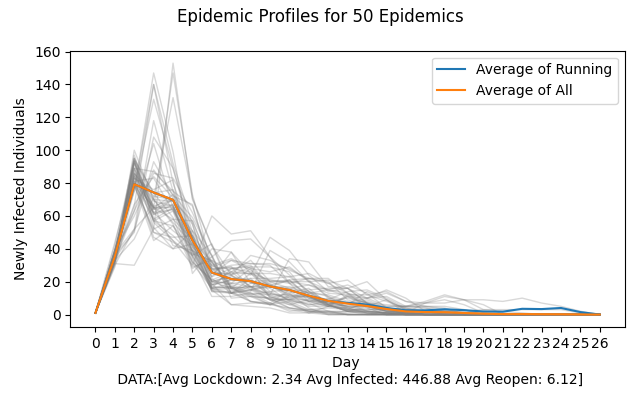 Epidemic Profiles for 50 Epidemics
160
140
120
100
80
60
40
20
0
Newly Infected Individuals
Average of Running
Average of All
0 1 2 3 4 5 6 7 8 9 10 11 12 13 14 15 16 17 18 19 20 21 22 23 24 25 26
Day
DATA:[Avg Lockdown: 2.34 Avg Infected: 446.88 Avg Reopen: 6.12]